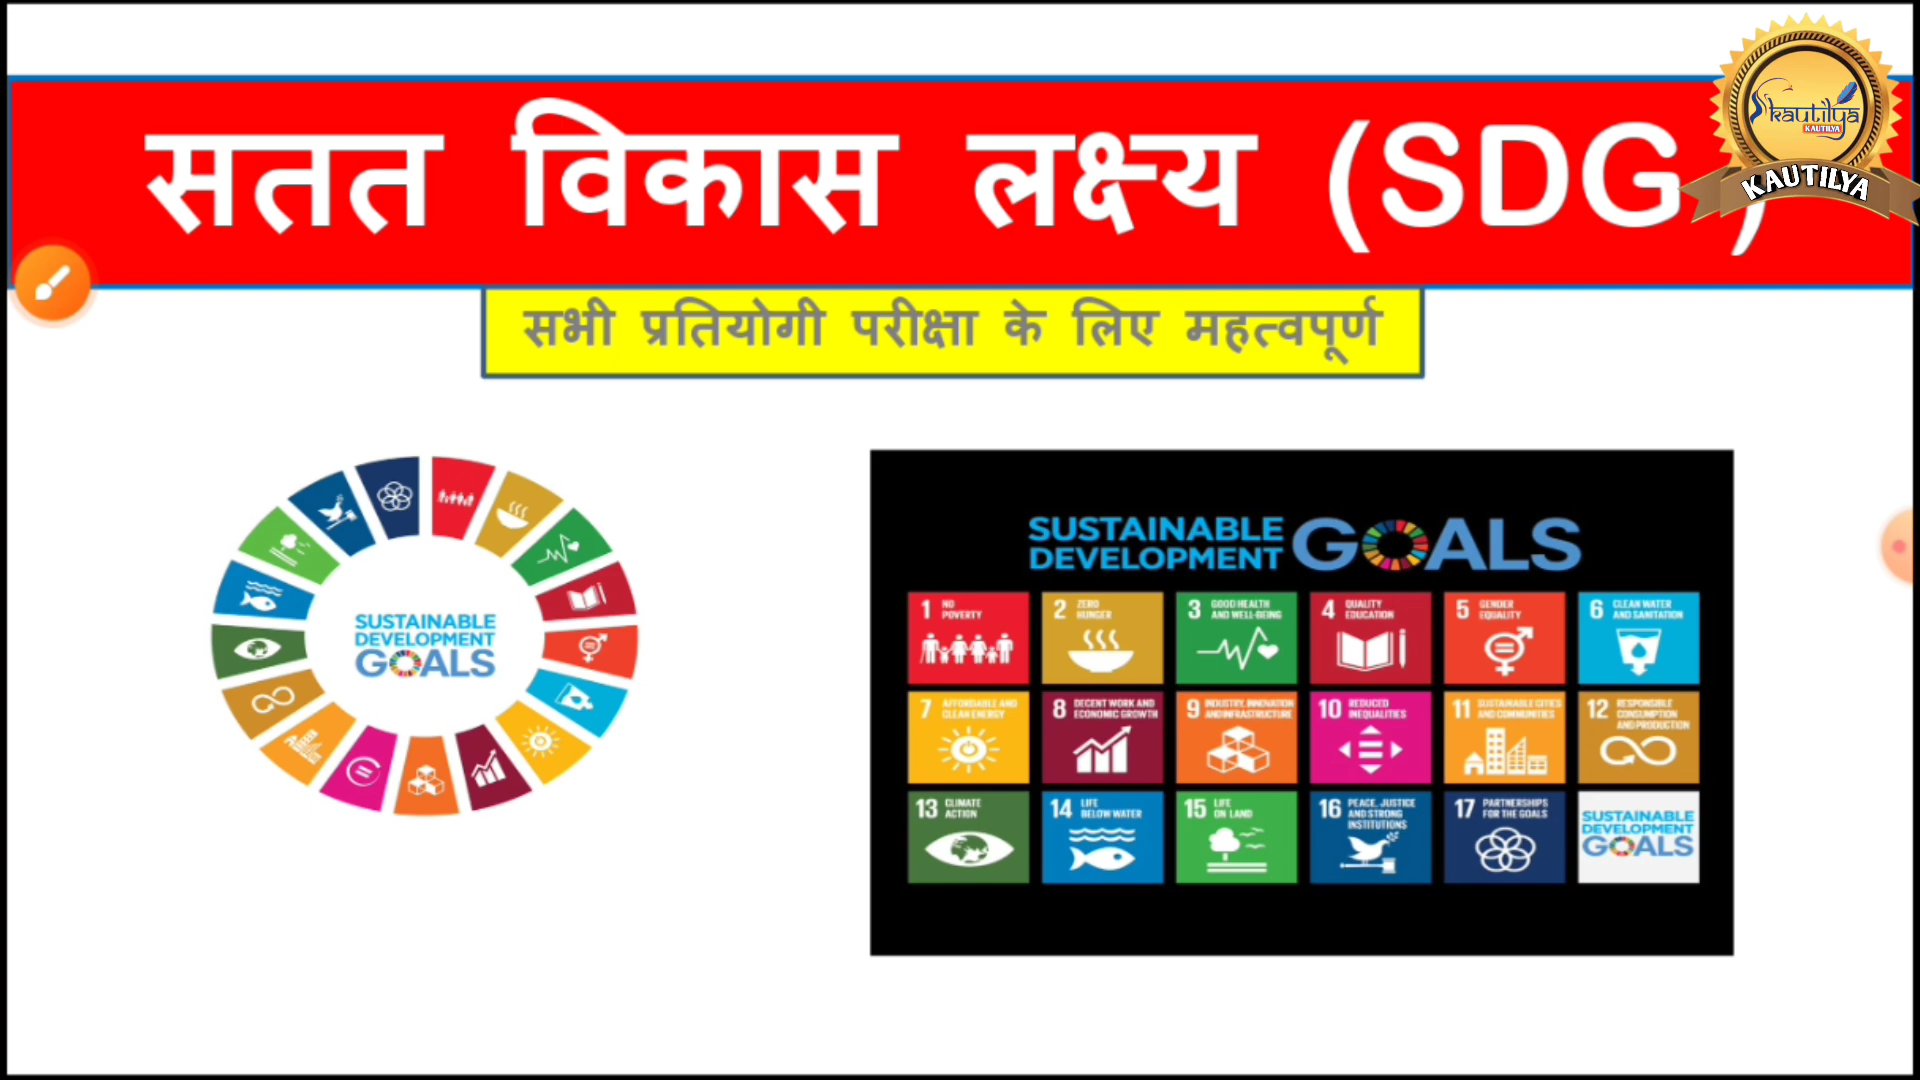 सतत विकास लक्ष्य (SDG )
kautilya
KAUTILYA
KAUTILYA
सभी प्रतियोगी परीक्षा के लिए महत्वपूर्ण
SUSTAINABLE
DEVELOPMENT
GOALS
SUSTAINABLE
DEVELOPMENT
GOALS
1 NO
POVERTY
2 ZERO
HUNGER
3 GOOD HEALTH
AND WELL-BEING
4 QUALITY
EDUCATION
5 GENDER
EQUALITY
6 CLEAN WATER
AND SANITATION
7 AFFORDABLE AND
CLEAN ENERGY
8 DECENT WORK AND
ECONOMIC GROWTH
9 INDUSTRY, INNOVATION
AND INFRASTRUCTURE
10 REDUCED
INEQUALITIES
11 SUSTAINABLE CITIES
AND COMMUNITIES
12 RESPONSIBLE
CONSUMPTION
AND PRODUCTION
13 CLIMATE
ACTION
14 LIFE
BELOW WATER
15 LIFE
ON LAND
16 PEACE, JUSTICE
AND STRONG
INSTITUTIONS
17 PARTNERSHIPS
FOR THE GOALS
SUSTAINABLE
DEVELOPMENT
GOALS